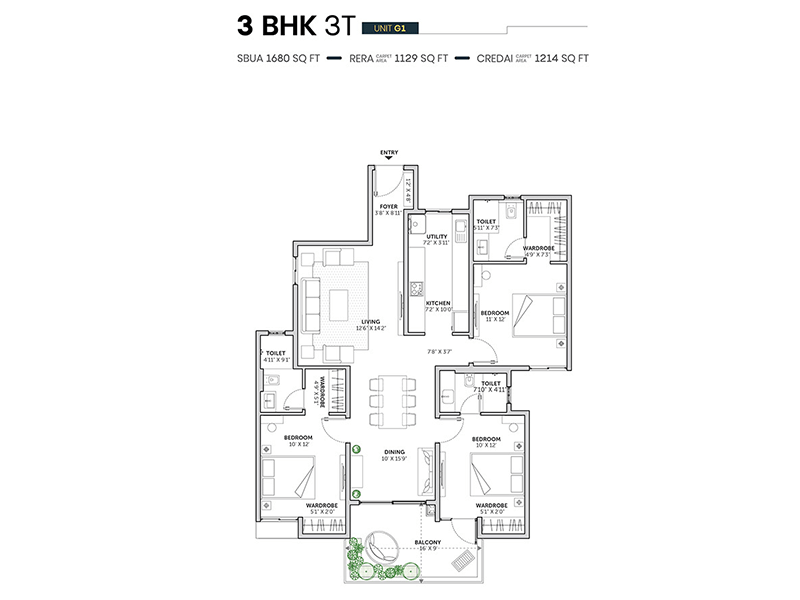 3 BHK 3T UNIT G1
SBUA 1680 SQ FT — RERA CARPET AREA 1129 SQ FT — CREDAI CARPET AREA 1214 SQ FT
ENTRY
1'2" X 4'8"
FOYER
3'8" X 8'11"
UTILITY
7'2" X 3'11"
TOILET
5'11" X 7'3"
WARDROBE
4'9" X 7'3"
KITCHEN
7'2" X 10'0"
BEDROOM
11' X 12'
LIVING
12'6" X 14'2"
7'8" X 3'7"
TOILET
4'11" X 9'1"
WARDROBE
4'9" X 5'1"
TOILET
7'10" X 4'11"
BEDROOM
10' X 12'
DINING
10' X 15'9"
BEDROOM
10' X 12'
WARDROBE
5'1" X 2'0"
WARDROBE
5'1" X 2'0"
BALCONY
16' X 9'